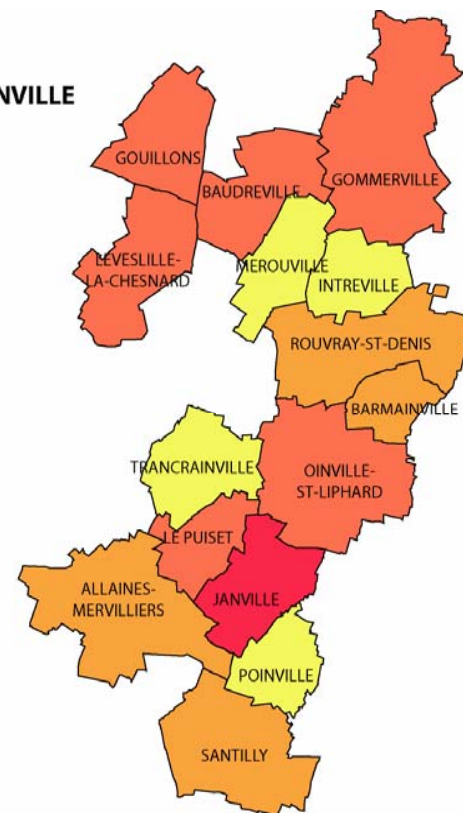 NVILLE
GOUILLONS
BAUDREVILLE
GOMMERVILLE
LEVESLILLE-
LA-CHESNARD
MEROUVILLE
INTREVILLE
ROUVRAY-ST-DENIS
BARMAINVILLE
TRANCRAINVILLE
OINVILLE-
ST-LIPHARD
LE PUISET
ALLAINES-
MERVILLIERS
JANVILLE
POINVILLE
SANTILLY